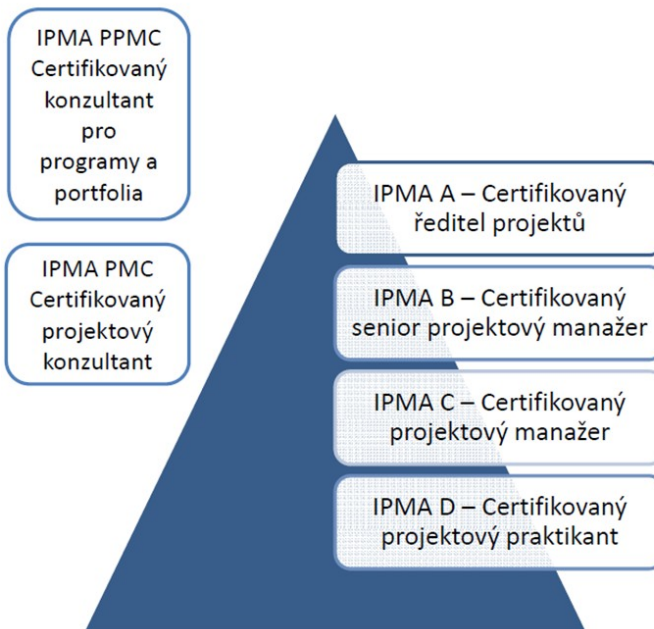 IPMA PPMC
Certifikovaný
konzultant
pro
programy a
portfolia
IPMA PMC
Certifikovaný
projektový
konzultant
IPMA A – Certifikovaný
ředitel projektů
IPMA B – Certifikovaný
senior projektový manažer
IPMA C – Certifikovaný
projektový manažer
IPMA D – Certifikovaný
projektový praktikant